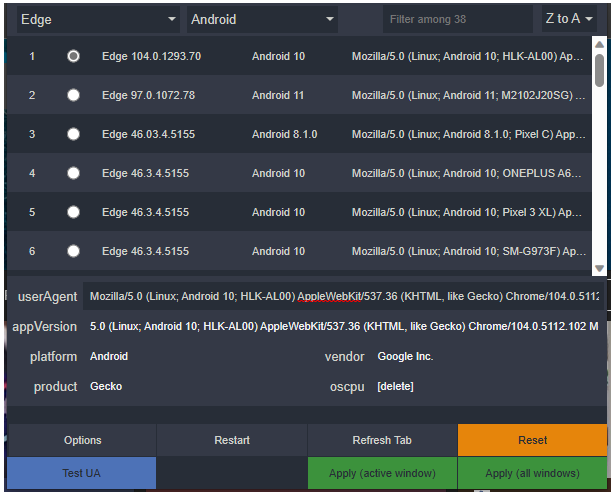 Edge Android Filter among 38 Z to A
1 Edge 104.0.1293.70 Android 10 Mozilla/5.0 (Linux; Android 10; HLK-AL00) Ap...
2 Edge 97.0.1072.78 Android 11 Mozilla/5.0 (Linux; Android 11; M2102J20SG) ...
3 Edge 46.03.4.5155 Android 8.1.0 Mozilla/5.0 (Linux; Android 8.1.0; Pixel C) App...
4 Edge 46.3.4.5155 Android 10 Mozilla/5.0 (Linux; Android 10; ONEPLUS A6...
5 Edge 46.3.4.5155 Android 10 Mozilla/5.0 (Linux; Android 10; Pixel 3 XL) Ap...
6 Edge 46.3.4.5155 Android 10 Mozilla/5.0 (Linux; Android 10; SM-G973F) Ap...
userAgent Mozilla/5.0 (Linux; Android 10; HLK-AL00) AppleWebKit/537.36 (KHTML, like Gecko) Chrome/104.0.5112
appVersion 5.0 (Linux; Android 10; HLK-AL00) AppleWebKit/537.36 (KHTML, like Gecko) Chrome/104.0.5112.102 M
platform Android vendor Google Inc.
product Gecko oscpu [delete]
Options Restart Refresh Tab Reset
Test UA Apply (active window) Apply (all windows)